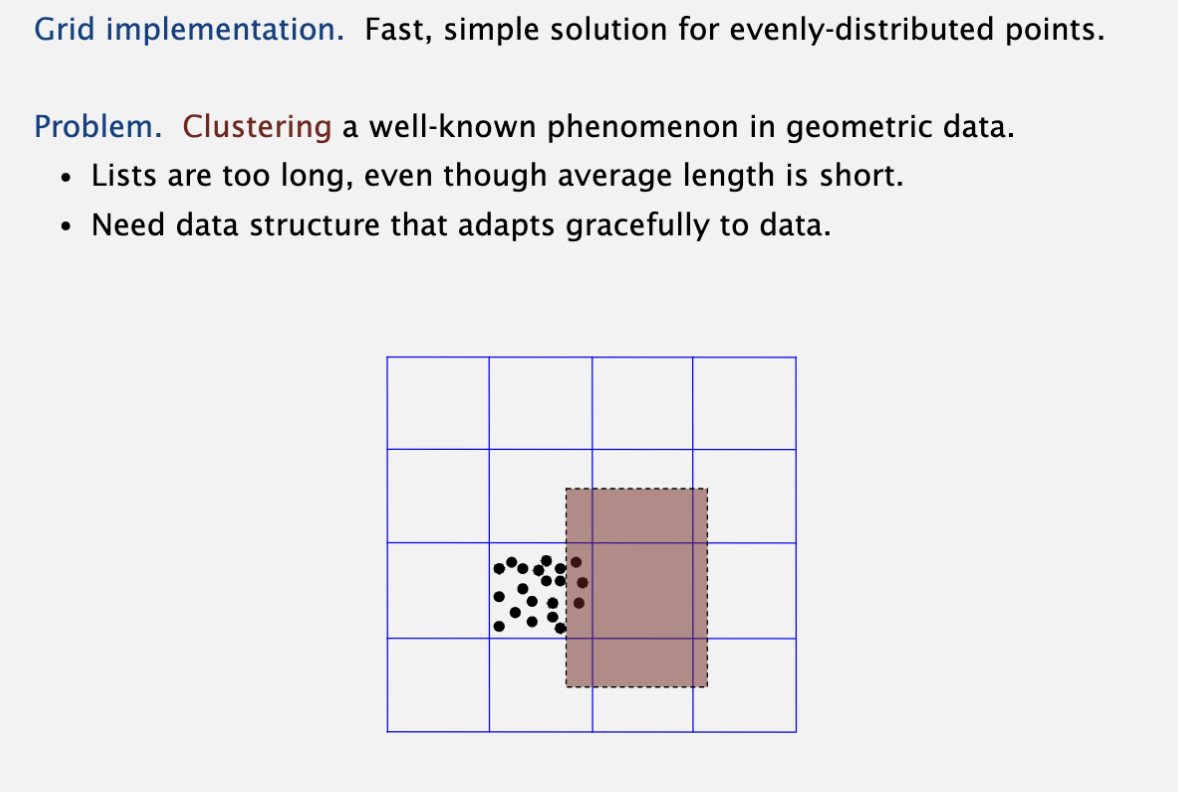 Grid implementation. Fast, simple solution for evenly-distributed points.
Problem. Clustering a well-known phenomenon in geometric data.
• Lists are too long, even though average length is short.
• Need data structure that adapts gracefully to data.